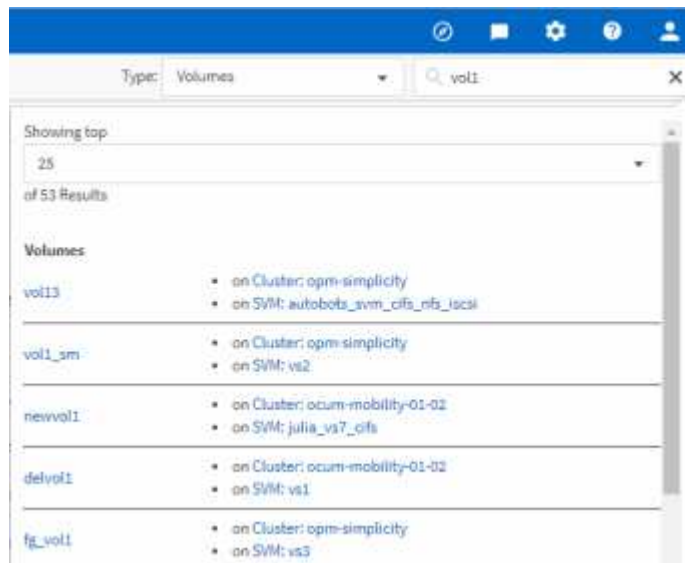 Type: Volumes vol1
Showing top
25
of 53 Results
Volumes
vol13
on Cluster: opm-simplicity
on SVM: autobots_svm_cifs_nfs_iscsi
vol1_sm
on Cluster: opm-simplicity
on SVM: vs2
newvol1
on Cluster: ocum-mobility-01-02
on SVM: julia_vs7_cifs
delvol1
on Cluster: ocum-mobility-01-02
on SVM: vs1
fg_vol1
on Cluster: opm-simplicity
on SVM: vs3